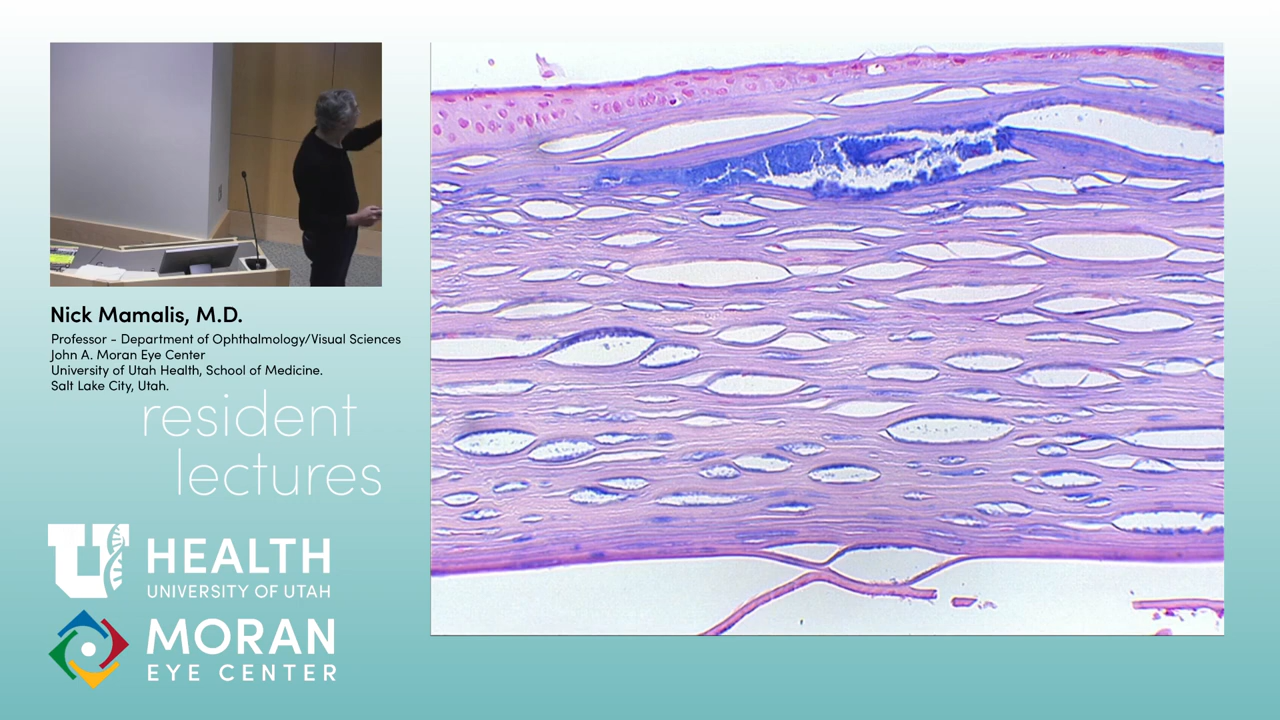 Nick Mamalis, M.D.
Professor - Department of Ophthalmology/Visual Sciences
John A. Moran Eye Center
University of Utah Health, School of Medicine.
Salt Lake City, Utah.
resident
lectures
U
HEALTH
UNIVERSITY OF UTAH
MORAN
EYE CENTER